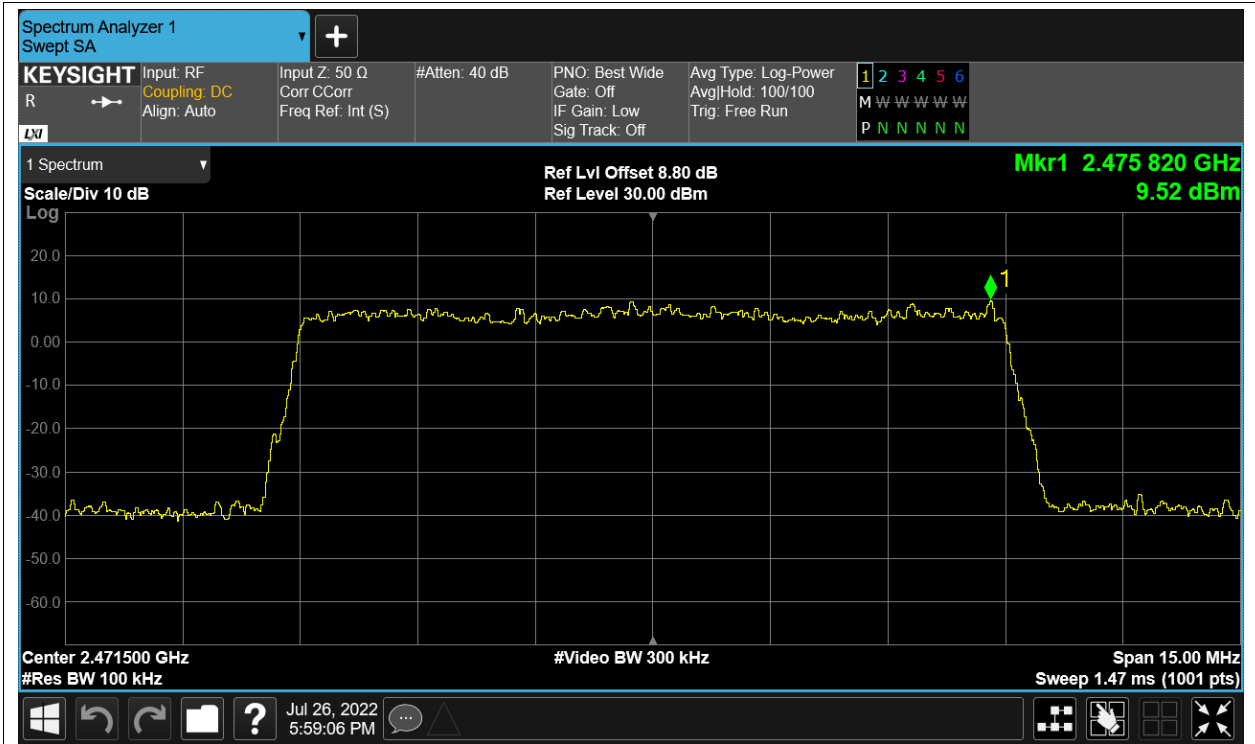 Spectrum Analyzer 1
Swept SA
+
KEYSIGHT
R
LXI
Input: RF
Coupling: DC
Align: Auto
Input Z: 50 Ω
Corr CCorr
Freq Ref: Int (S)
#Atten: 40 dB
PNO: Best Wide
Gate: Off
IF Gain: Low
Sig Track: Off
Avg Type: Log-Power
Avg|Hold: 100/100
Trig: Free Run
1 2 3 4 5 6
M W W W W W
P N N N N N
1 Spectrum
Scale/Div 10 dB
Log
Ref Lvl Offset 8.80 dB
Ref Level 30.00 dBm
Mkr1 2.475 820 GHz
9.52 dBm
20.0
10.0
0.00
-10.0
-20.0
-30.0
-40.0
-50.0
-60.0
1
Center 2.471500 GHz
#Res BW 100 kHz
#Video BW 300 kHz
Span 15.00 MHz
Sweep 1.47 ms (1001 pts)
?
Jul 26, 2022
5:59:06 PM